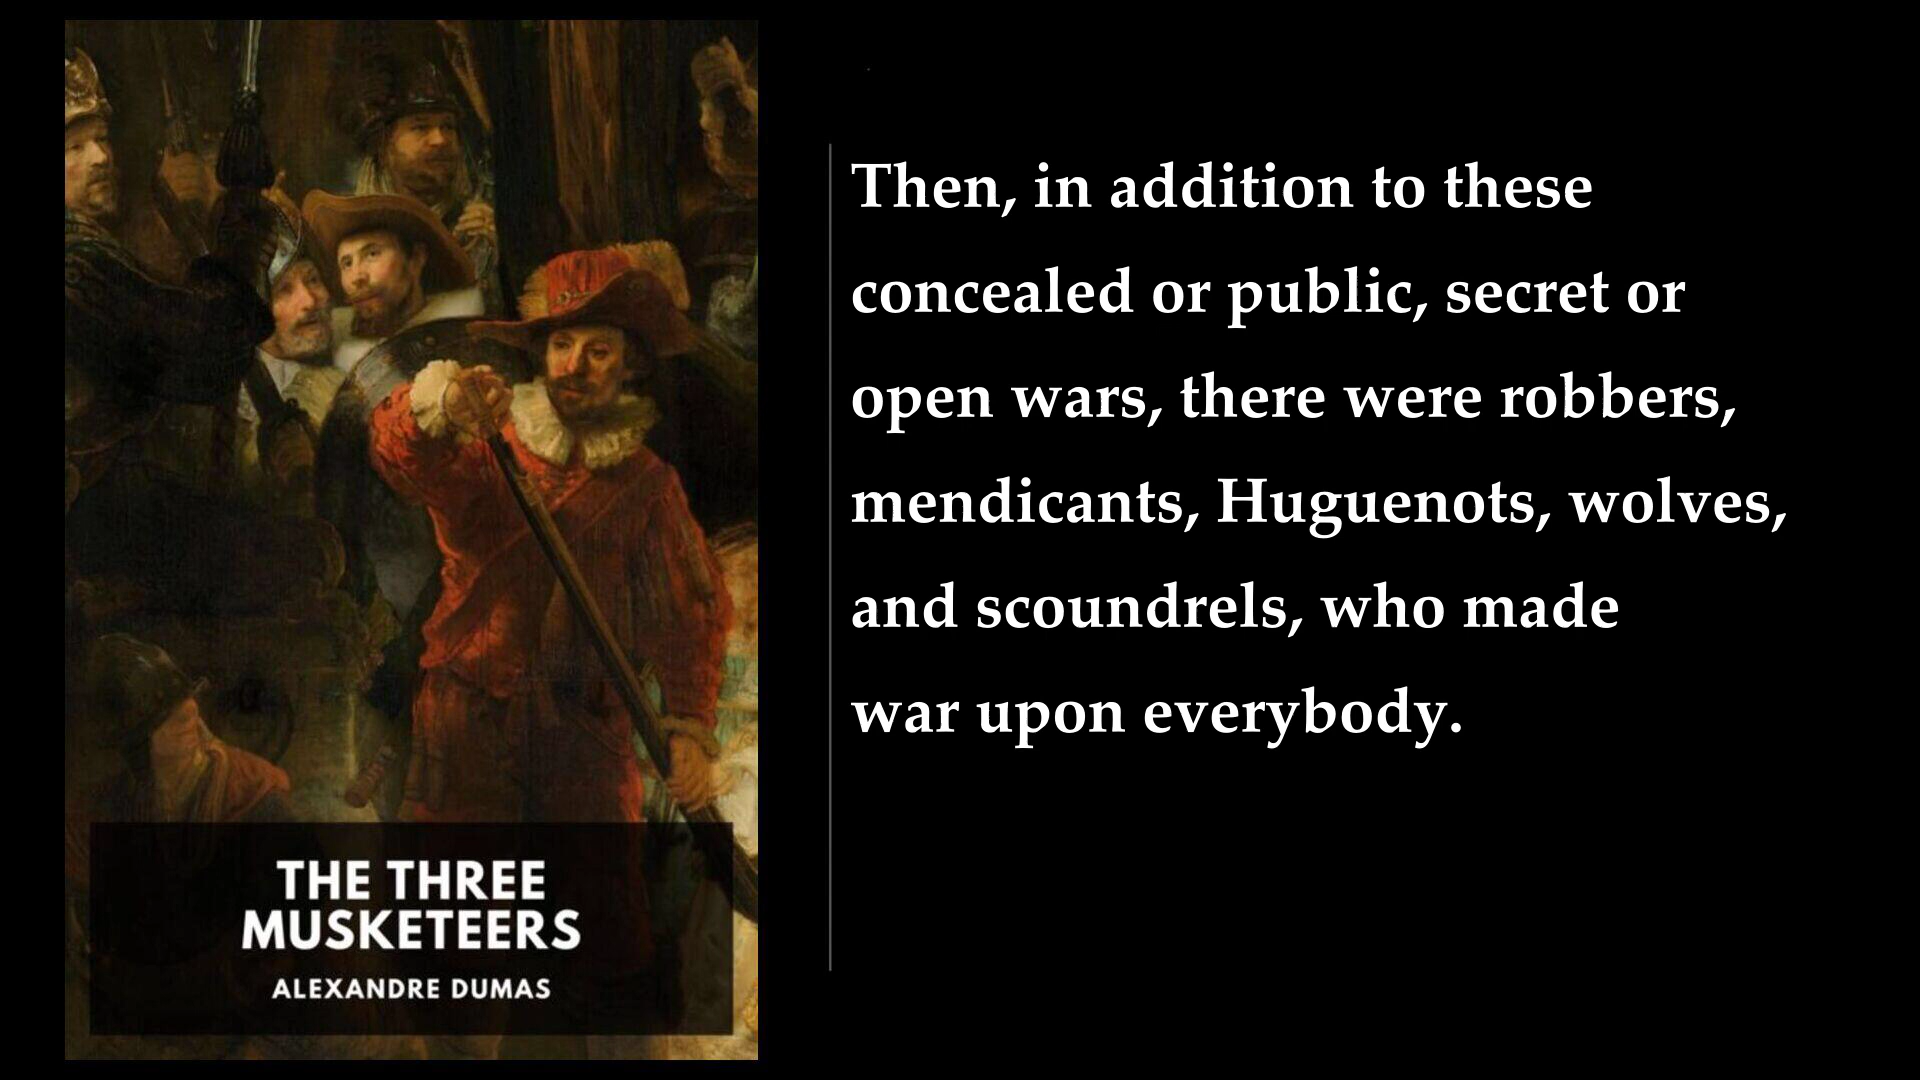 Then, in addition to these
concealed or public, secret or
open wars, there were robbers,
mendicants, Huguenots, wolves,
and scoundrels, who made
war upon everybody.
THE THREE
MUSKETEERS
ALEXANDRE DUMAS